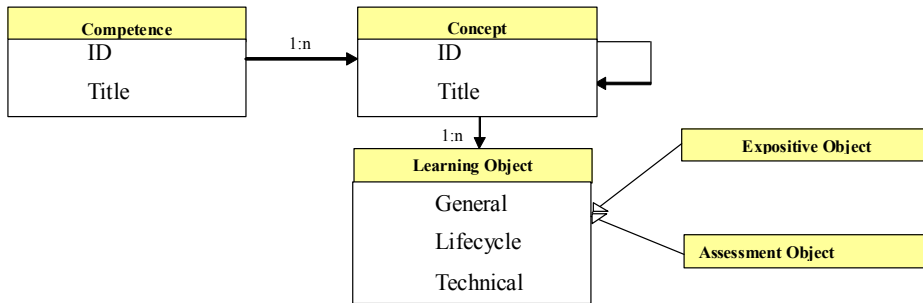 Competence
ID
Title
1:n
Concept
ID
Title
1:n
Learning Object
General
Lifecycle
Technical
Expositive Object
Assessment Object